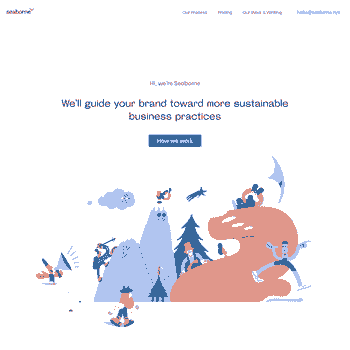 seaborne
Our Process
Pricing
Our Ideas & Writing
hello@seaborne.nyc
Hi, we're Seaborne
We'll guide your brand toward more sustainable
business practices
How we work